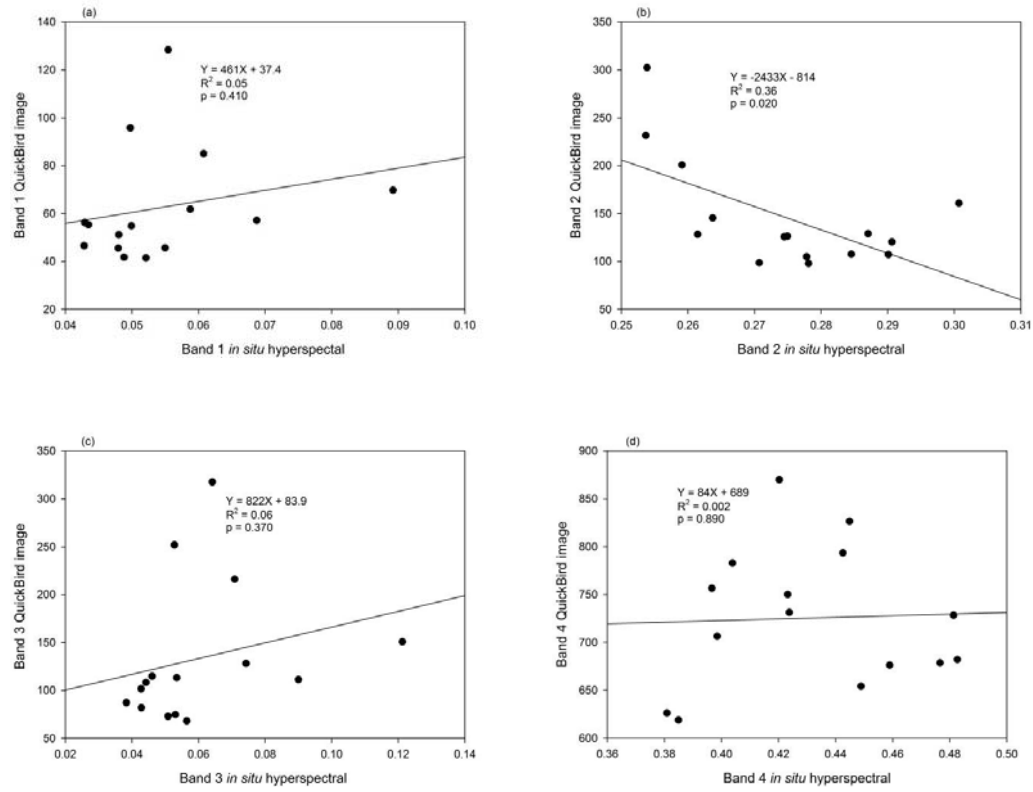 (a)
140
120
100
80
60
40
20
Band 1 QuickBird image
Y = 461X + 37.4
R² = 0.05
p = 0.410
0.04 0.05 0.06 0.07 0.08 0.09 0.10
Band 1 in situ hyperspectal
(b)
350
300
250
200
150
100
50
Band 2 QuickBird image
Y = -2433X - 814
R² = 0.36
p = 0.020
0.25 0.26 0.27 0.28 0.29 0.30 0.31
Band 2 in situ hyperspectral
(c)
350
300
250
200
150
100
50
Band 3 QuickBird image
Y = 822X + 83.9
R² = 0.06
p = 0.370
0.02 0.04 0.06 0.08 0.10 0.12 0.14
Band 3 in situ hyperspectral
(d)
900
850
800
750
700
650
600
Band 4 QuickBird image
Y = 84X + 689
R² = 0.002
p = 0.890
0.36 0.38 0.40 0.42 0.44 0.46 0.48 0.50
Band 4 in situ hyperspectral